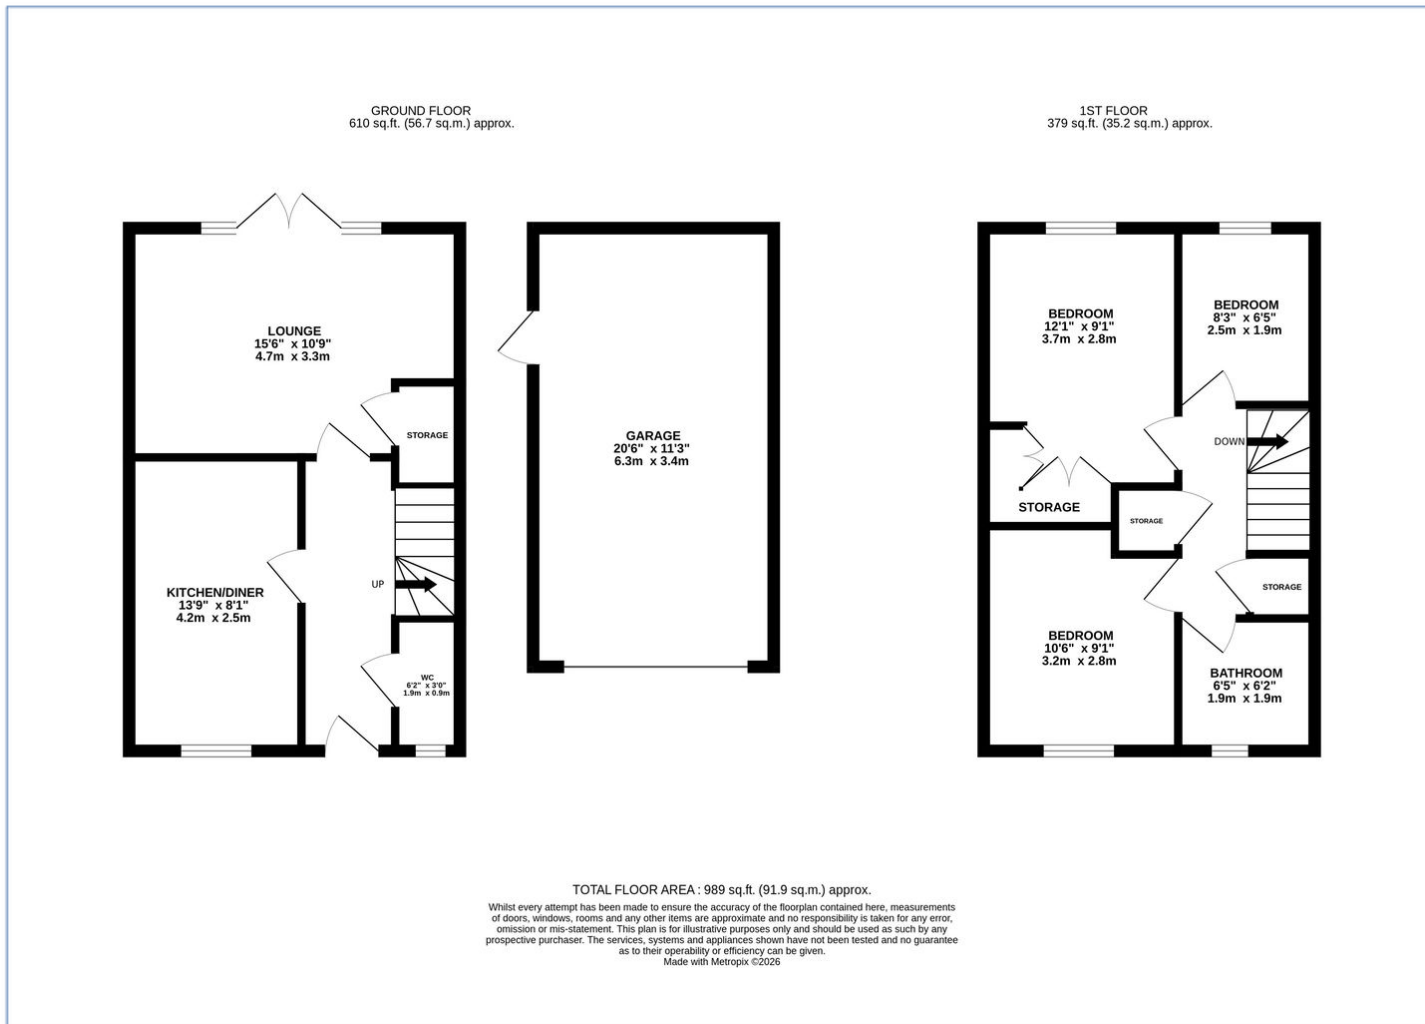 GROUND FLOOR
610 sq.ft. (56.7 sq.m.) approx.
1ST FLOOR
379 sq.ft. (35.2 sq.m.) approx.
LOUNGE
15'6" x 10'9"
4.7m x 3.3m
STORAGE
KITCHEN/DINER
13'9" x 8'1"
4.2m x 2.5m
UP
WC
6'2" x 3'0"
1.9m x 0.9m
GARAGE
20'6" x 11'3"
6.3m x 3.4m
BEDROOM
12'1" x 9'1"
3.7m x 2.8m
BEDROOM
8'3" x 6'5"
2.5m x 1.9m
DOWN
STORAGE
STORAGE
STORAGE
BEDROOM
10'6" x 9'1"
3.2m x 2.8m
BATHROOM
6'5" x 6'2"
1.9m x 1.9m
TOTAL FLOOR AREA : 989 sq.ft. (91.9 sq.m.) approx.
Whilst every attempt has been made to ensure the accuracy of the floorplan contained here, measurements
of doors, windows, rooms and any other items are approximate and no responsibility is taken for any error,
omission or mis-statement. This plan is for illustrative purposes only and should be used as such by any
prospective purchaser. The services, systems and appliances shown have not been tested and no guarantee
as to their operability or efficiency can be given.
Made with Metropix ©2026